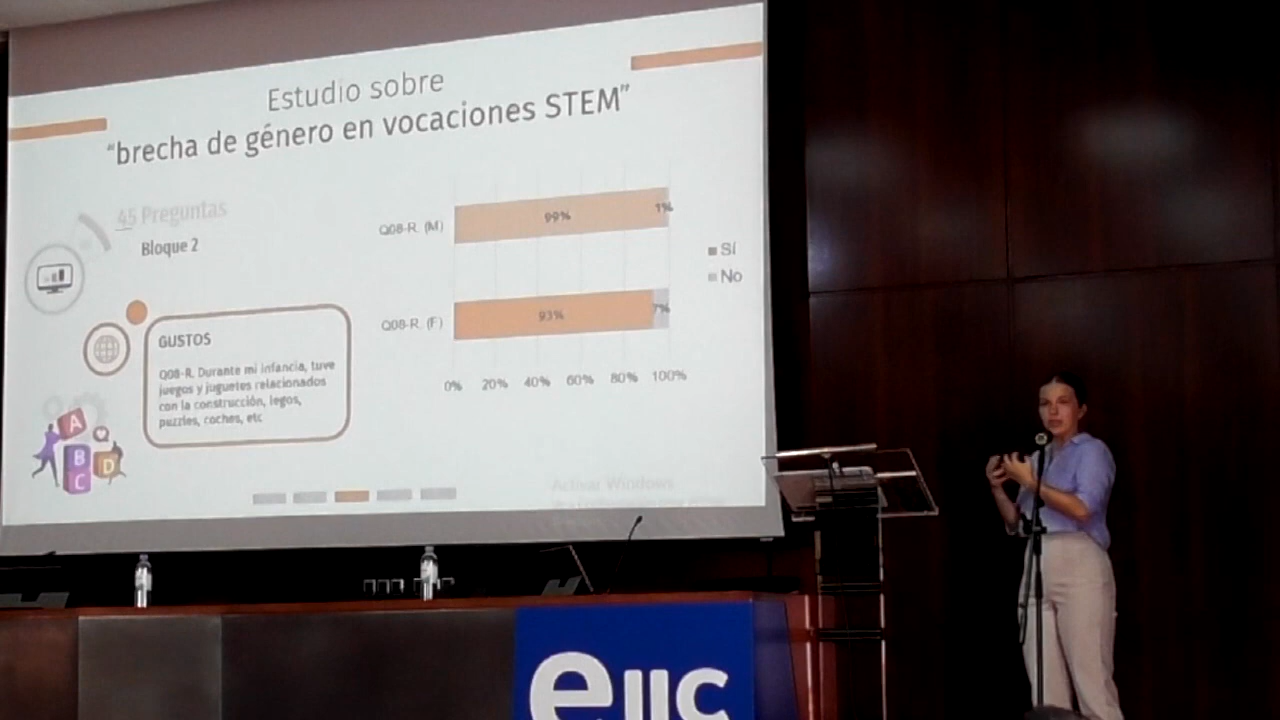 Estudio sobre
"brecha de género en vocaciones STEM"
45 Preguntas
Bloque 2
GUSTOS
Q08-R. Durante mi infancia, tuve
juegos y juguetes relacionados
con la construcción, legos,
puzzles, coches, etc
A
B
C
D
Q08-R. (M)
99%
1%
Q08-R. (F)
93%
7%
0% 20% 40% 60% 80% 100%
Sí
No
Activar Windows
eiic